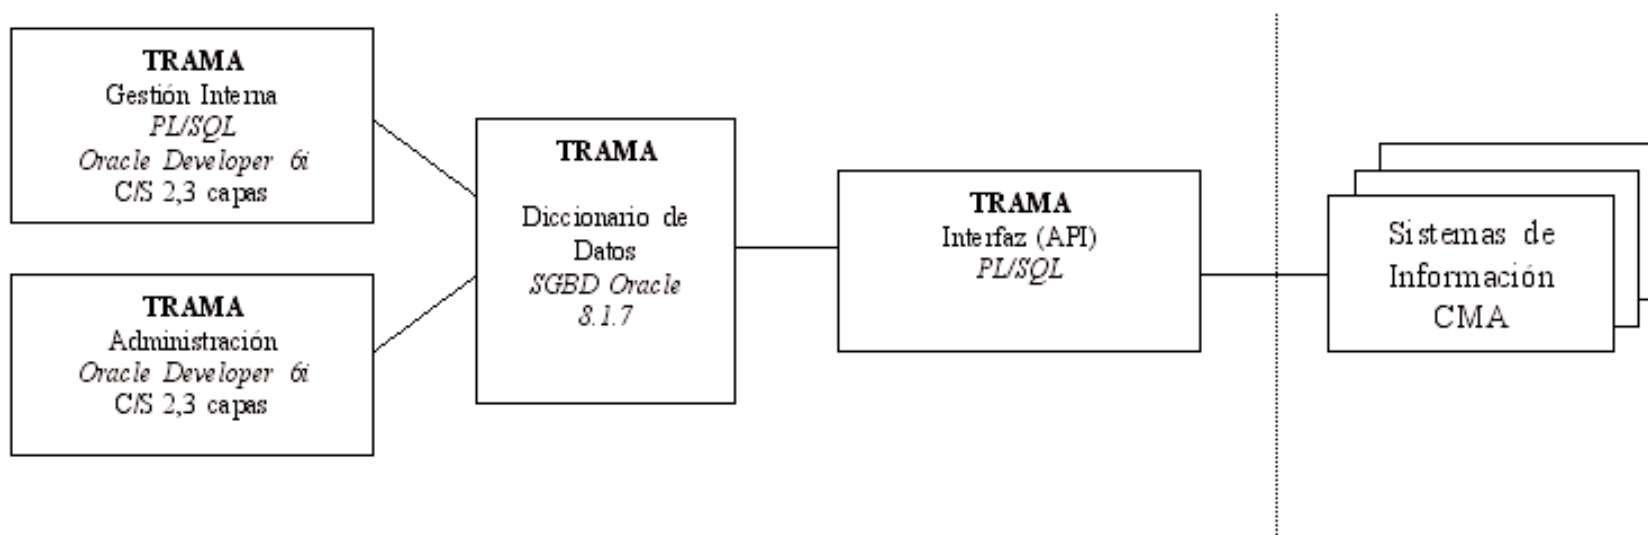 TRAMA
Gestión Interna
PL/SQL
Oracle Developer 6i
C/S 2,3 capas
TRAMA
Administración
Oracle Developer 6i
C/S 2,3 capas
TRAMA
Diccionario de
Datos
SGBD Oracle
8.1.7
TRAMA
Interfaz (API)
PL/SQL
Sistemas de
Información
CMA